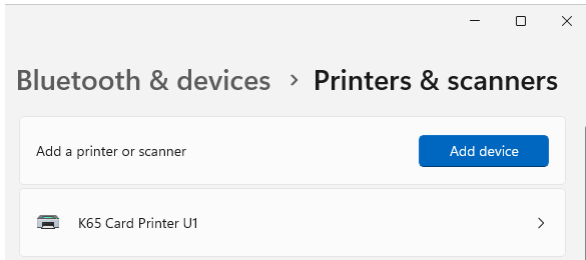 Bluetooth & devices > Printers & scanners
Add a printer or scanner
Add device
K65 Card Printer U1